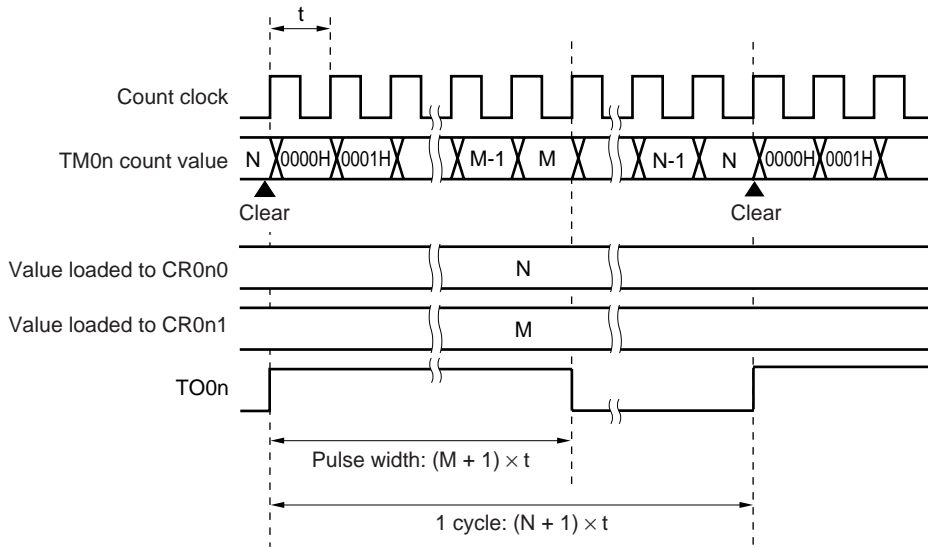 t
Count clock
TM0n count value N 0000H 0001H M-1 M N-1 N 0000H 0001H
Clear Clear
Value loaded to CR0n0 N
Value loaded to CR0n1 M
TO0n
Pulse width: (M + 1) × t
1 cycle: (N + 1) × t